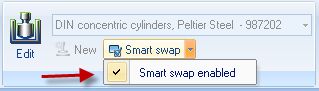 DIN concentric cylinders, Peltier Steel - 987202
Edit
New
Smart swap
Smart swap enabled